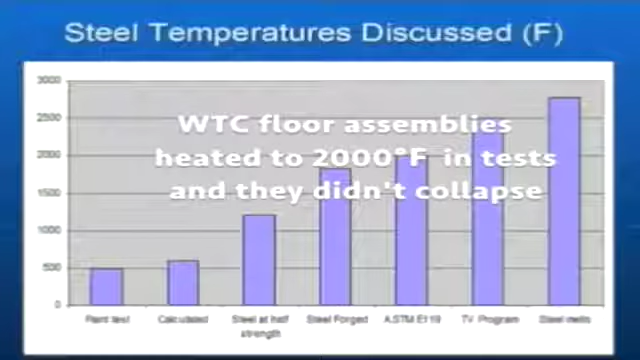 Steel Temperatures Discussed (F)
3000
2500
2000
1500
1000
500
0
WTC floor assemblies
heated to 2000°F in tests
and they didn't collapse
Paint test
Calculated
Steel at half
strength
Steel Forged
ASTM E119
TV Program
Steel melts